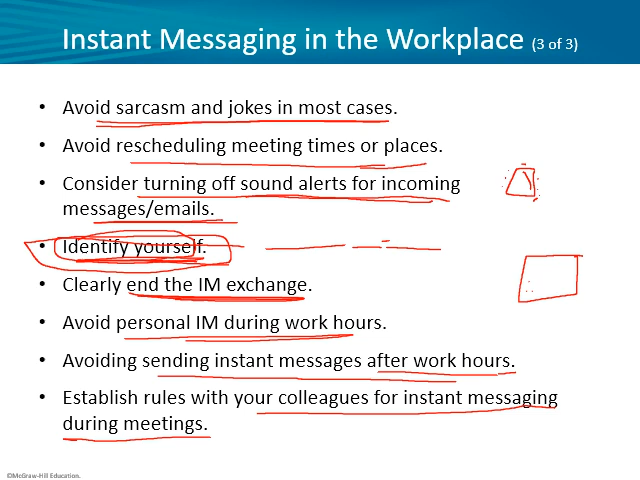 Instant Messaging in the Workplace (3 of 3)
• Avoid sarcasm and jokes in most cases.
• Avoid rescheduling meeting times or places.
• Consider turning off sound alerts for incoming
messages/emails.
• Identify yourself.
• Clearly end the IM exchange.
• Avoid personal IM during work hours.
• Avoiding sending instant messages after work hours.
• Establish rules with your colleagues for instant messaging
during meetings.
©McGraw-Hill Education.